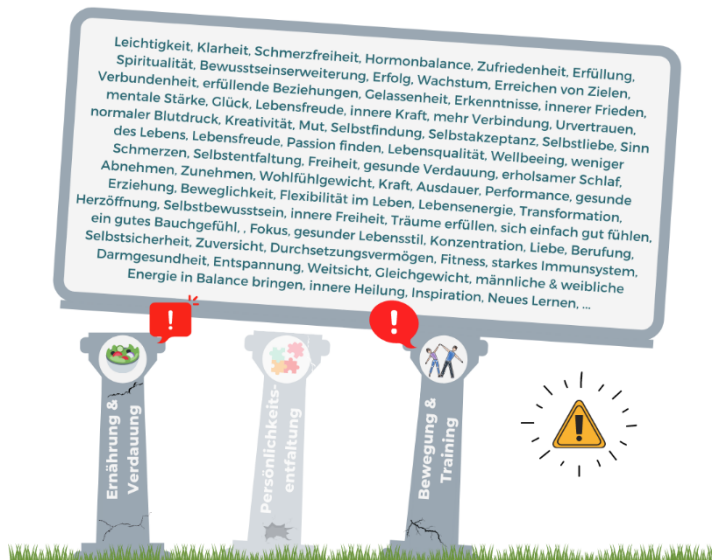 Leichtigkeit, Klarheit, Schmerzfreiheit, Hormonbalance, Zufriedenheit, Erfüllung,
Spiritualität, Bewusstseinserweiterung, Erfolg, Wachstum, Erreichen von Zielen,
Verbundenheit, erfüllende Beziehungen, Gelassenheit, Erkenntnisse, innerer Frieden,
mentale Stärke, Glück, Lebensfreude, innere Kraft, mehr Verbindung, Urvertrauen,
normaler Blutdruck, Kreativität, Mut, Selbstfindung, Selbstakzeptanz, Selbstliebe, Sinn
des Lebens, Lebensfreude, Passion finden, Lebensqualität, Wellbeeing, weniger
Schmerzen, Selbstentfaltung, Freiheit, gesunde Verdauung, erholsamer Schlaf,
Abnehmen, Zunehmen, Wohlfühlgewicht, Kraft, Ausdauer, Performance, gesunde
Erziehung, Beweglichkeit, Flexibilität im Leben, Lebensenergie, Transformation,
Herzöffnung, Selbstbewusstsein, innere Freiheit, Träume erfüllen, sich einfach gut fühlen,
ein gutes Bauchgefühl, , Fokus, gesunder Lebensstil, Konzentration, Liebe, Berufung,
Selbstsicherheit, Zuversicht, Durchsetzungsvermögen, Fitness, starkes Immunsystem,
Darmgesundheit, Entspannung, Weitsicht, Gleichgewicht, männliche & weibliche
Energie in Balance bringen, innere Heilung, Inspiration, Neues Lernen, ...
!
!
Ernährung &
Verdauung
Persönlichkeits-
entfaltung
Bewegung &
Training
!